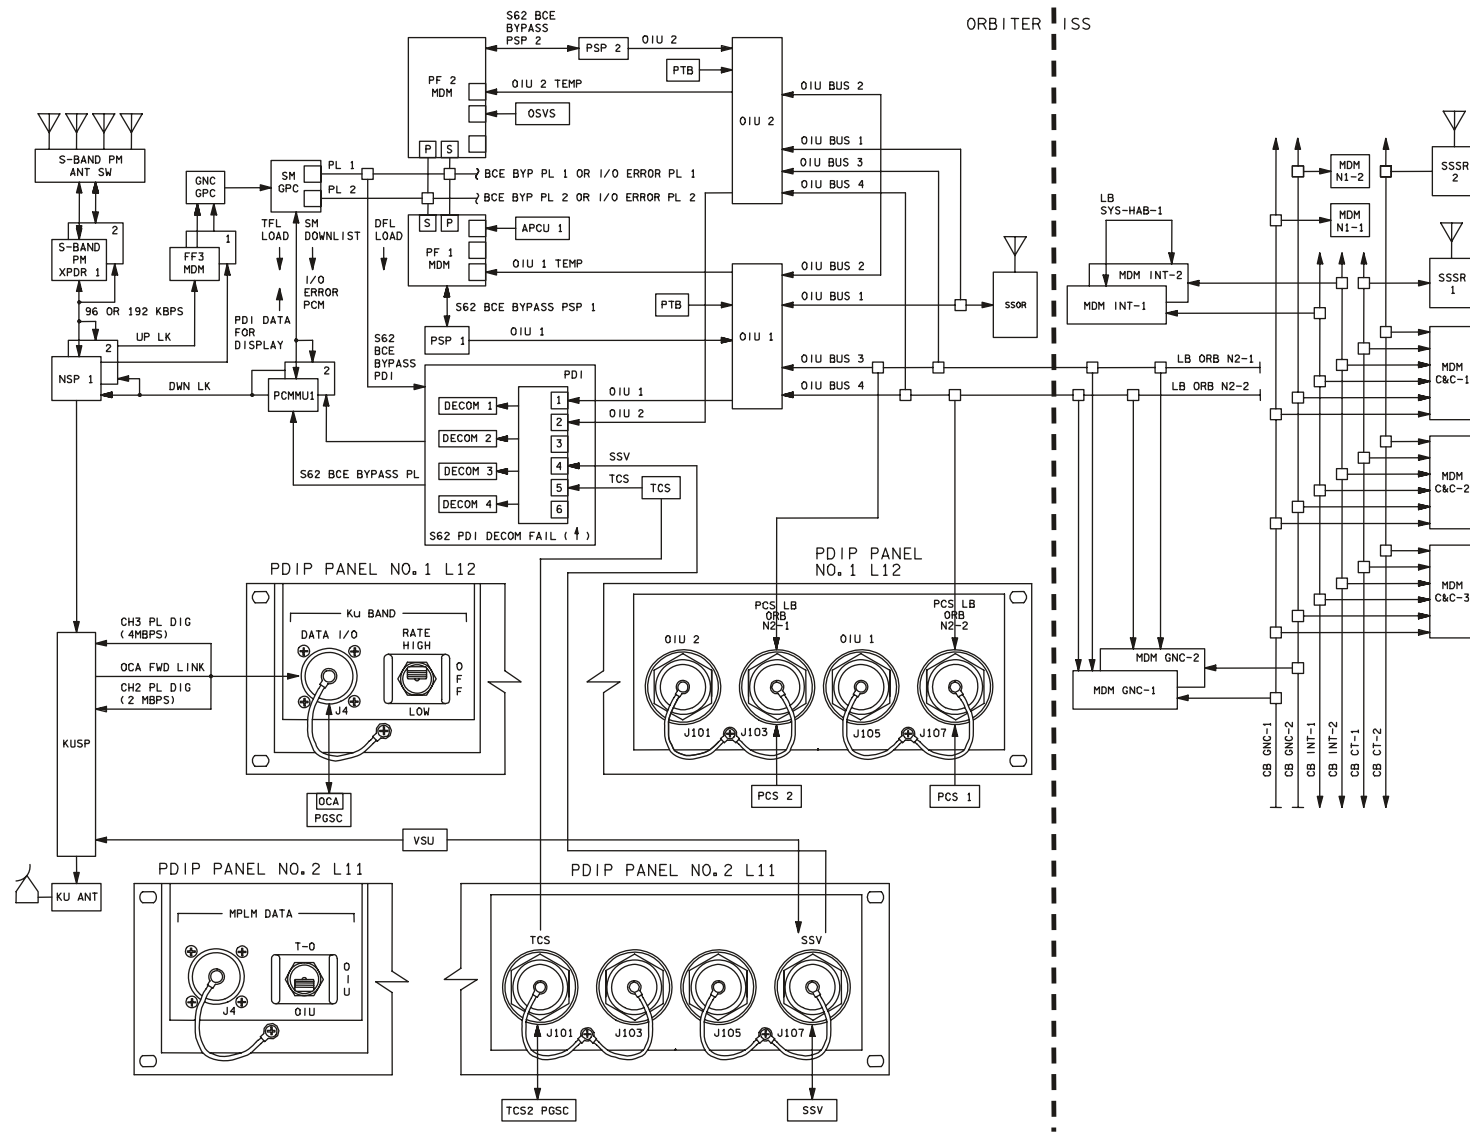 ORBITER
ISS
S62 BCE
BYPASS
PSP 2
PSP 2
OIU 2
PTB
PF 2
MDM
OIU 2 TEMP
OSVS
P
S
OIU 2
OIU BUS 2
OIU BUS 1
OIU BUS 3
OIU BUS 4
S-BAND PM
ANT SW
GNC
GPC
SM
GPC
PL 1
PL 2
BCE BYP PL 1 OR I/O ERROR PL 1
BCE BYP PL 2 OR I/O ERROR PL 2
2
S-BAND
PM
XPDR 1
1
FF3
MDM
TFL
LOAD
SM
DOWNLIST
DFL
LOAD
S
P
APCU 1
PF 1
MDM
OIU 1 TEMP
I/O
ERROR
PCM
S62 BCE BYPASS PSP 1
PTB
OIU 1
OIU BUS 2
OIU BUS 1
OIU BUS 3
OIU BUS 4
SSOR
96 OR 192 KBPS
PDI DATA
FOR
DISPLAY
UP LK
2
NSP 1
DWN LK
2
PCMMU1
S62
BCE
BYPASS
PDI
PSP 1
OIU 1
PDI
DECOM 1
DECOM 2
DECOM 3
DECOM 4
1
2
3
4
5
6
OIU 1
OIU 2
SSV
TCS
TCS
S62 BCE BYPASS PL
S62 PDI DECOM FAIL ( )
LB
SYS-HAB-1
MDM INT-2
MDM INT-1
MDM
N1-2
MDM
N1-1
SSSR
2
SSSR
1
MDM
C&C-1
MDM
C&C-2
MDM
C&C-3
LB ORB N2-1
LB ORB N2-2
MDM GNC-2
MDM GNC-1
CB GNC-1
CB GNC-2
CB INT-1
CB INT-2
CB CT-1
CB CT-2
PDIP PANEL NO.1 L12
Ku BAND
DATA I/O
RATE
HIGH
OFF
LOW
J4
OCA
PGSC
CH3 PL DIG
(4MBPS)
OCA FWD LINK
CH2 PL DIG
(2 MBPS)
KUSP
KU ANT
VSU
PDIP PANEL
NO.1 L12
OIU 2
PCS LB
ORB
N2-1
OIU 1
PCS LB
ORB
N2-2
J101
J103
J105
J107
PCS 2
PCS 1
PDIP PANEL NO.2 L11
MPLM DATA
T-0
OIU
OIU
J4
PDIP PANEL NO.2 L11
TCS
SSV
J101
J103
J105
J107
TCS2 PGSC
SSV